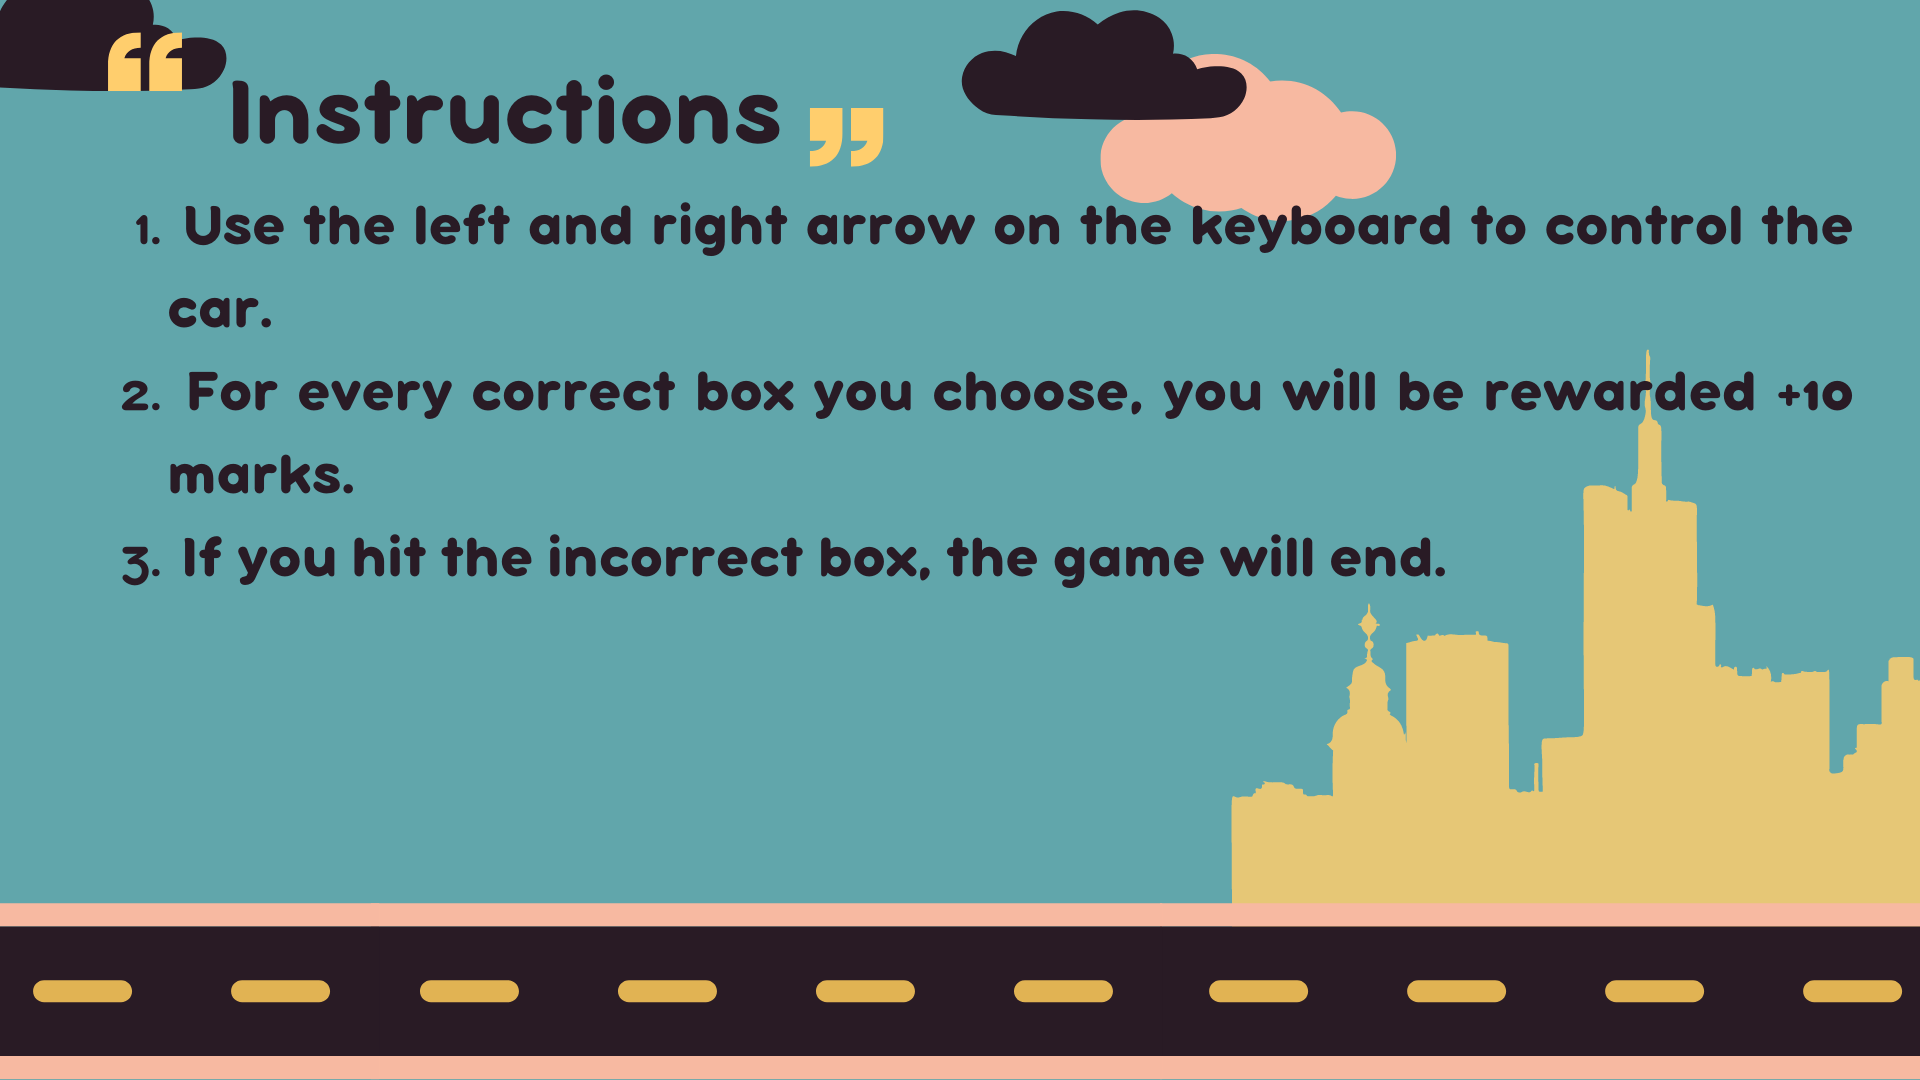 “ Instructions ”
1. Use the left and right arrow on the keyboard to control the
car.
2. For every correct box you choose, you will be rewarded +10
marks.
3. If you hit the incorrect box, the game will end.